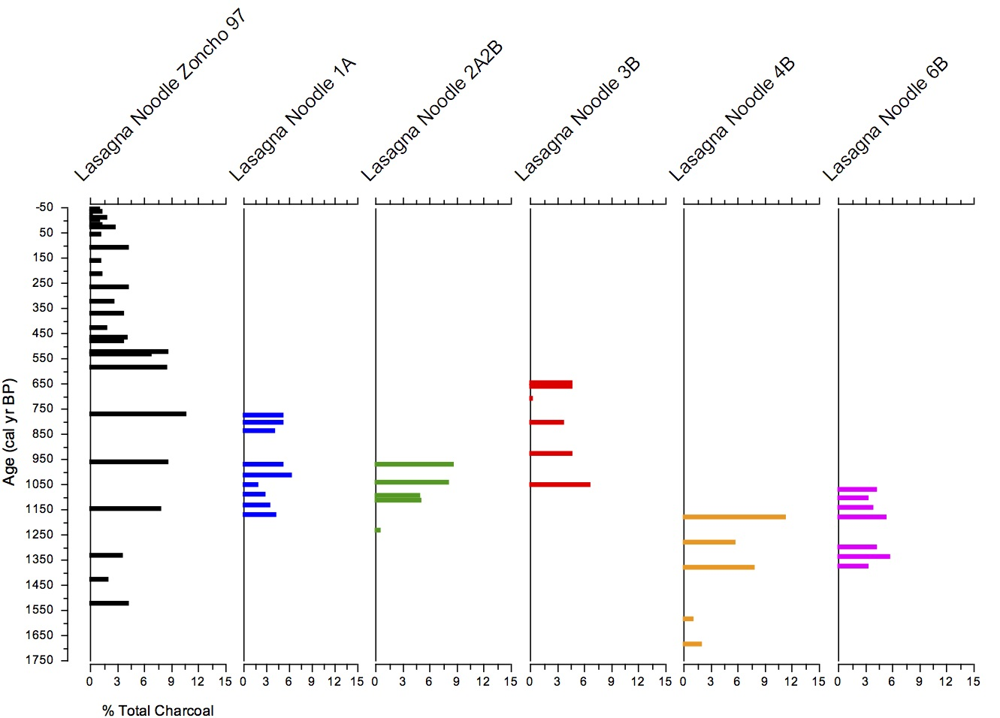 Lasagna Noodle Zoncho 97
Lasagna Noodle 1A
Lasagna Noodle 2A2B
Lasagna Noodle 3B
Lasagna Noodle 4B
Lasagna Noodle 6B
Age (cal yr BP)
-50
50
150
250
350
450
550
650
750
850
950
1050
1150
1250
1350
1450
1550
1650
1750
0 3 6 9 12 15 0 3 6 9 12 15 0 3 6 9 12 15 0 3 6 9 12 15 0 3 6 9 12 15 0 3 6 9 12 15
% Total Charcoal